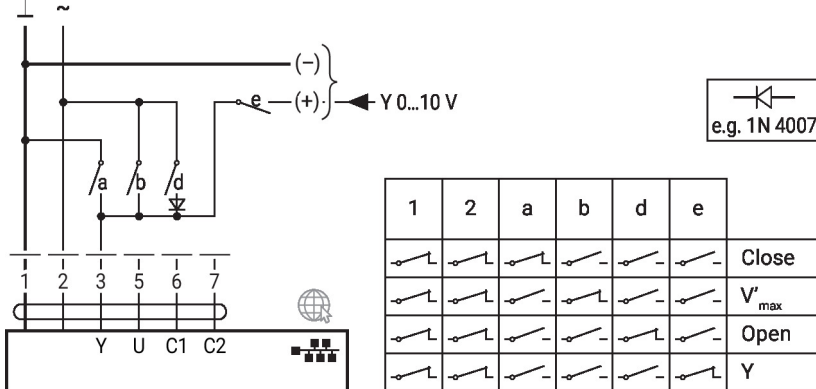 ⊥ ~
(–)
e (+) Y 0...10 V
a b d
1 2 3 5 6 7
Y U C1 C2
e.g. 1N 4007
1 2 a b d e
Close
V'max
Open
Y